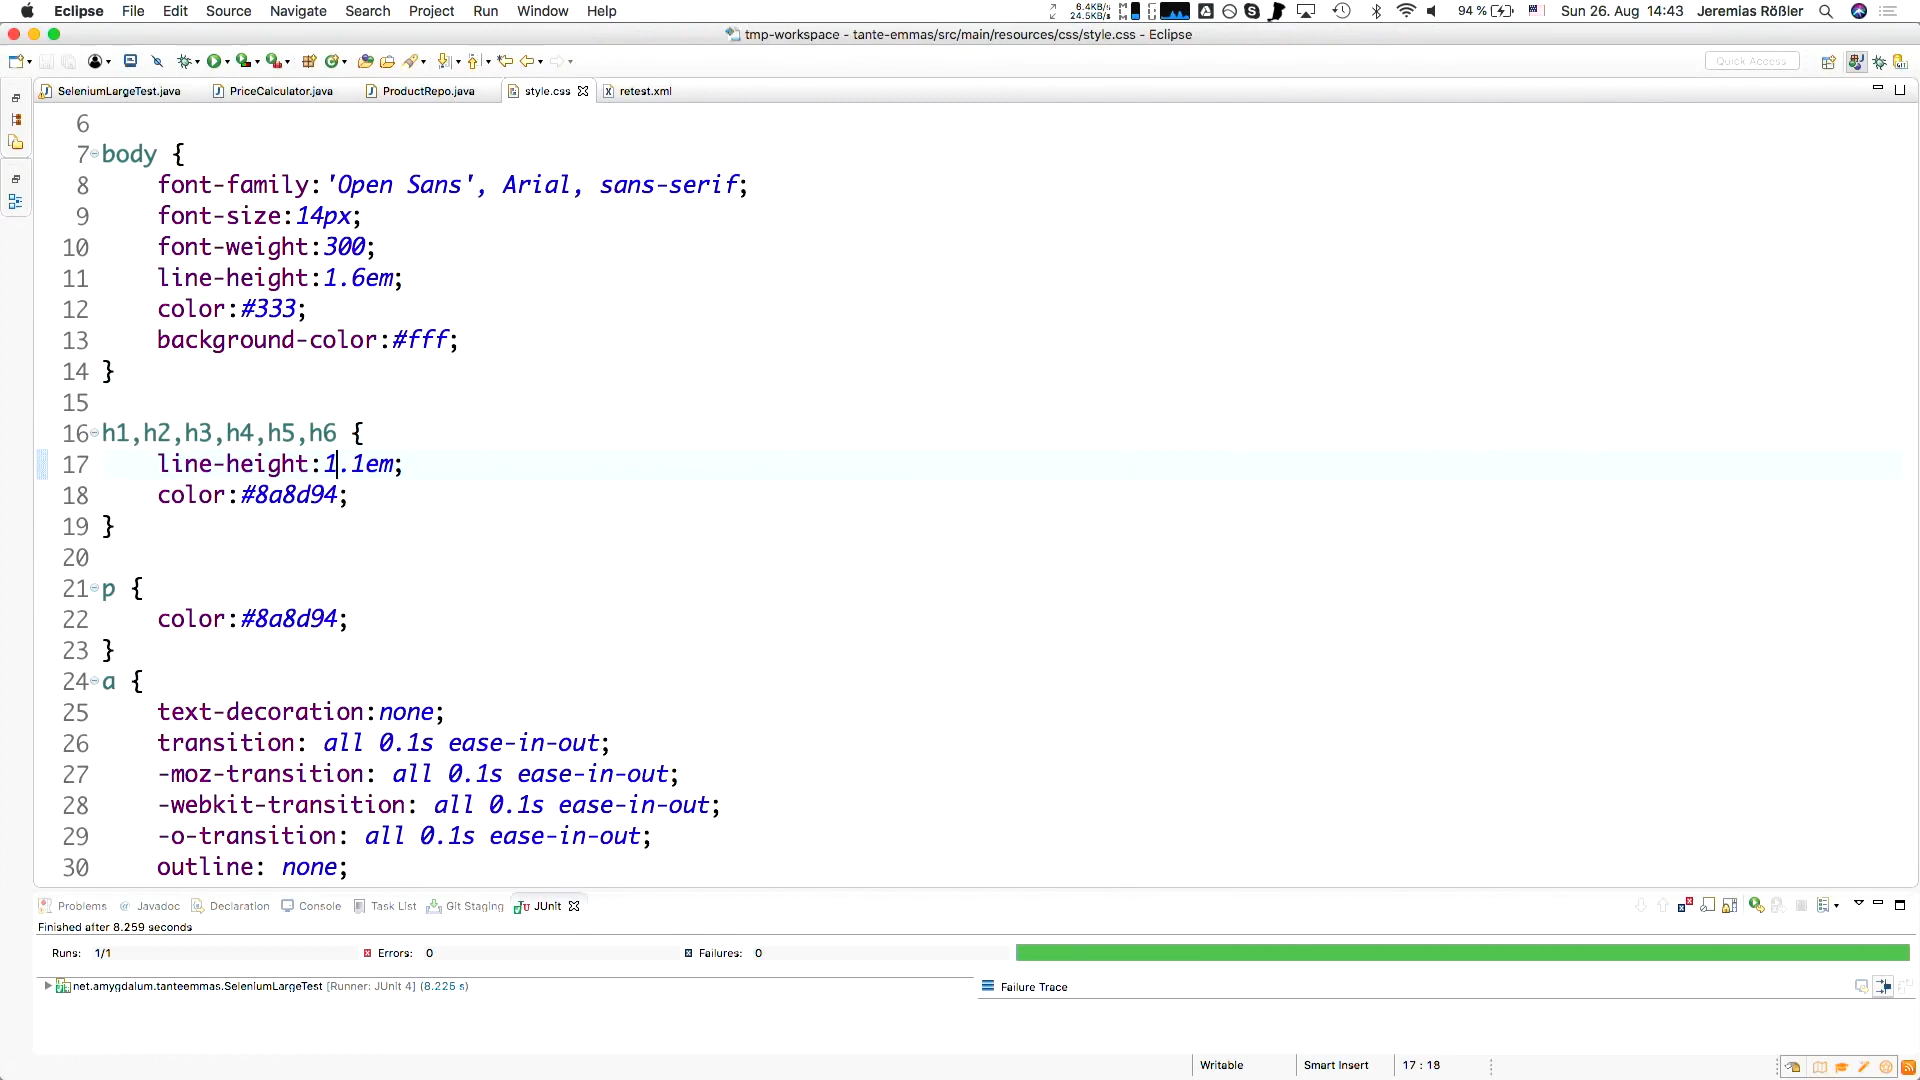 Eclipse File Edit Source Navigate Search Project Run Window Help
6.4KB/s
24.5KB/s
94 % Sun 26. Aug 14:43 Jeremias Rößler
tmp-workspace - tante-emmas/src/main/resources/css/style.css - Eclipse
Quick Access
SeleniumLargeTest.java PriceCalculator.java ProductRepo.java style.css retest.xml
6
7 body {
8 font-family:'Open Sans', Arial, sans-serif;
9 font-size:14px;
10 font-weight:300;
11 line-height:1.6em;
12 color:#333;
13 background-color:#fff;
14 }
15
16 h1,h2,h3,h4,h5,h6 {
17 line-height:1.1em;
18 color:#8a8d94;
19 }
20
21 p {
22 color:#8a8d94;
23 }
24 a {
25 text-decoration:none;
26 transition: all 0.1s ease-in-out;
27 -moz-transition: all 0.1s ease-in-out;
28 -webkit-transition: all 0.1s ease-in-out;
29 -o-transition: all 0.1s ease-in-out;
30 outline: none;
Problems Javadoc Declaration Console Task List Git Staging JUnit
Finished after 8.259 seconds
Runs: 1/1 Errors: 0 Failures: 0
net.amygdalum.tanteemmas.SeleniumLargeTest [Runner: JUnit 4] (8.225 s)
Failure Trace
Writable Smart Insert 17 : 18